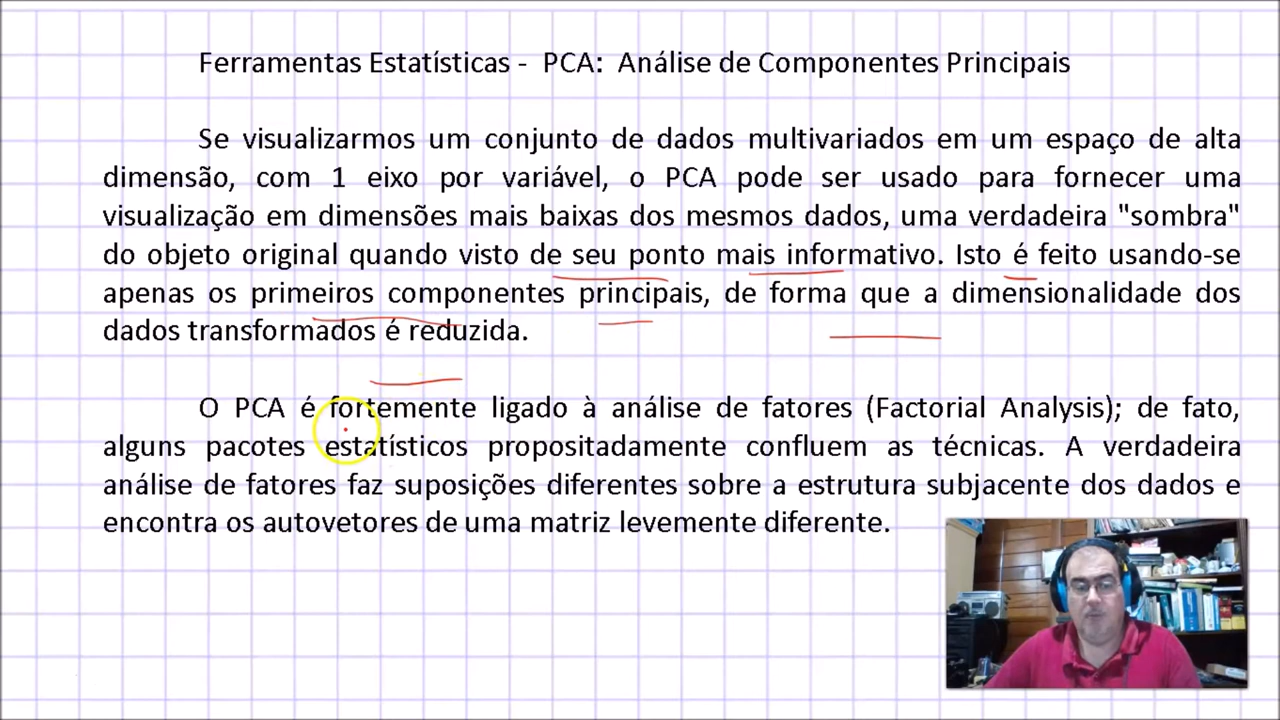 Ferramentas Estatísticas - PCA: Análise de Componentes Principais
Se visualizarmos um conjunto de dados multivariados em um espaço de alta
dimensão, com 1 eixo por variável, o PCA pode ser usado para fornecer uma
visualização em dimensões mais baixas dos mesmos dados, uma verdadeira "sombra"
do objeto original quando visto de seu ponto mais informativo. Isto é feito usando-se
apenas os primeiros componentes principais, de forma que a dimensionalidade dos
dados transformados é reduzida.
O PCA é fortemente ligado à análise de fatores (Factorial Analysis); de fato,
alguns pacotes estatísticos propositadamente confluem as técnicas. A verdadeira
análise de fatores faz suposições diferentes sobre a estrutura subjacente dos dados e
encontra os autovetores de uma matriz levemente diferente.